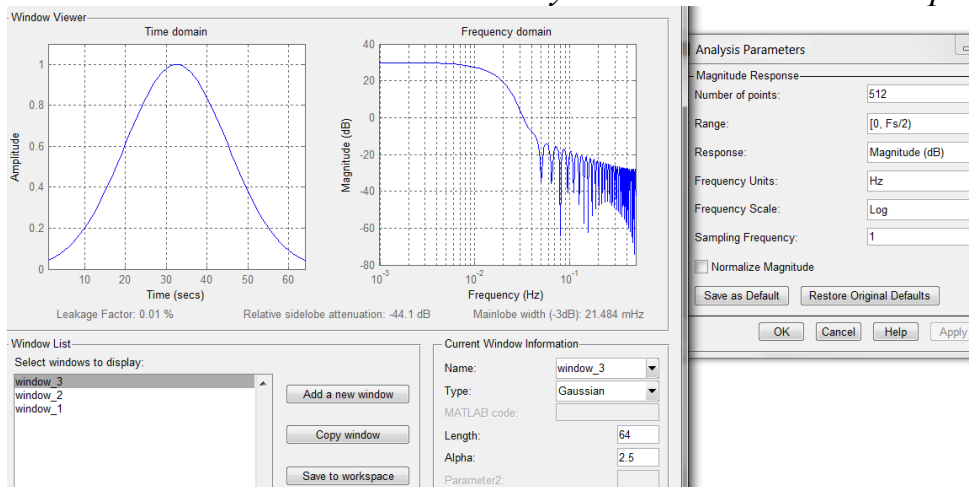 Window Viewer
Time domain
Frequency domain
Amplitude
1
0.8
0.6
0.4
0.2
0
10 20 30 40 50 60
Time (secs)
Magnitude (dB)
40
20
0
-20
-40
-60
-80
10-3 10-2 10-1
Frequency (Hz)
Leakage Factor: 0.01 % Relative sidelobe attenuation: -44.1 dB Mainlobe width (-3dB): 21.484 mHz
Window List
Select windows to display:
window_3
window_2
window_1
Add a new window
Copy window
Save to workspace
Current Window Information
Name: window_3
Type: Gaussian
MATLAB code:
Length: 64
Alpha: 2.5
Parameter2:
Analysis Parameters
Magnitude Response
Number of points: 512
Range: [0, Fs/2)
Response: Magnitude (dB)
Frequency Units: Hz
Frequency Scale: Log
Sampling Frequency: 1
Normalize Magnitude
Save as Default Restore Original Defaults
OK Cancel Help Apply